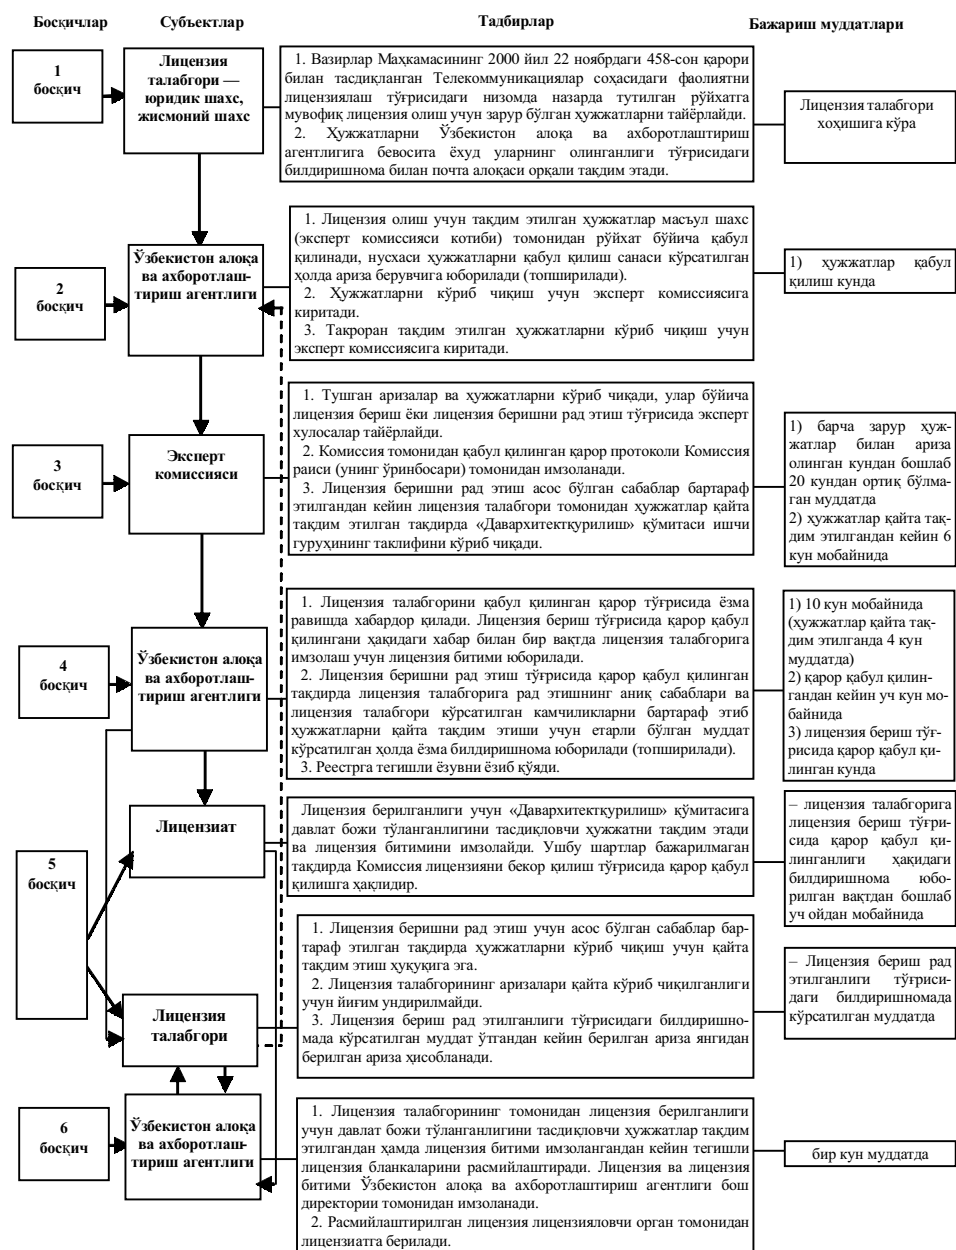 Босқичлар
Субъектлар
Тадбирлар
Бажариш муддатлари
1
босқич
Лицензия
талабгори —
юридик шахс,
жисмоний шахс
1. Вазирлар Маҳкамасининг 2000 йил 22 ноябрдаги 458-сон қарори
билан тасдиқланган Телекоммуникациялар соҳасидаги фаолиятни
лицензиялаш тўғрисидаги низомда назарда тутилган рўйхатга
мувофиқ лицензия олиш учун зарур бўлган ҳужжатларни тайёрлайди.
2. Ҳужжатларни Ўзбекистон алоқа ва ахборотлаштириш
агентлигига бевосита ёхуд уларнинг олинганлиги тўғрисидаги
билдиришнома билан почта алоқаси орқали тақдим этади.
Лицензия талабгори
хоҳишига кўра
2
босқич
Ўзбекистон алоқа
ва ахборотлаш-
тириш агентлиги
1. Лицензия олиш учун тақдим этилган ҳужжатлар масъул шахс
(эксперт комиссияси котиби) томонидан рўйхат бўйича қабул
қилинади, нусхаси ҳужжатларни қабул қилиш санаси кўрсатилган
ҳолда ариза берувчига юборилади (топширилади).
2. Ҳужжатларни кўриб чиқиш учун эксперт комиссиясига
киритади.
3. Такроран тақдим этилган ҳужжатларни кўриб чиқиш учун
эксперт комиссиясига киритади.
1) ҳужжатлар қабул
қилиш кунда
3
босқич
Эксперт
комиссияси
1. Тушган аризалар ва ҳужжатларни кўриб чиқади, улар бўйича
лицензия бериш ёки лицензия беришни рад этиш тўғрисида эксперт
хулосалар тайёрлайди.
2. Комиссия томонидан қабул қилинган қарор протоколи Комиссия
раиси (унинг ўринбосари) томонидан имзоланади.
3. Лицензия беришни рад этиш асос бўлган сабаблар бартараф
этилгандан кейин лицензия талабгори томонидан ҳужжатлар қайта
тақдим этилган тақдирда «Давархитектқурилиш» қўмитаси ишчи
гуруҳининг таклифини кўриб чиқади.
1) барча зарур ҳуж-
жатлар билан ариза
олинган кундан бошлаб
20 кундан ортиқ бўлма-
ган муддатда
2) ҳужжатлар қайта тақ-
дим этилгандан кейин 6
кун мобайнида
4
босқич
Ўзбекистон алоқа
ва ахборотлаш-
тириш агентлиги
1. Лицензия талабгорини қабул қилинган қарор тўғрисида ёзма
равишда хабардор қилади. Лицензия бериш тўғрисида қарор қабул
қилингани ҳақидаги хабар билан бир вақтда лицензия талабгорига
имзолаш учун лицензия битими юборилади.
2. Лицензия беришни рад этиш тўғрисида қарор қабул қилинган
тақдирда лицензия талабгорига рад этишнинг аниқ сабаблари ва
лицензия талабгори кўрсатилган камчиликларни бартараф этиб
ҳужжатларни қайта тақдим этиши учун етарли бўлган муддат
кўрсатилган ҳолда ёзма билдиришнома юборилади (топширилади).
3. Реестрга тегишли ёзувни ёзиб қўяди.
1) 10 кун мобайнида
(ҳужжатлар қайта тақ-
дим этилганда 4 кун
муддатда)
2) қарор қабул қилин-
гандан кейин уч кун мо-
байнида
3) лицензия бериш тўғ-
рисида қарор қабул қи-
линган кунда
5
босқич
Лицензиат
Лицензия берилганлиги учун «Давархитектқурилиш» қўмитасига
давлат божи тўланганлигини тасдиқловчи ҳужжатни тақдим этади
ва лицензия битимини имзолайди. Ушбу шартлар бажарилмаган
тақдирда Комиссия лицензияни бекор қилиш тўғрисида қарор қабул
қилишга ҳақлидир.
– лицензия талабгорига
лицензия бериш тўғри-
сида қарор қабул қи-
линганлиги ҳақидаги
билдиришнома юбо-
рилган вақтдан бошлаб
уч ойдан мобайнида
Лицензия
талабгори
1. Лицензия беришни рад этиш учун асос бўлган сабаблар бар-
тараф этилган тақдирда ҳужжатларни кўриб чиқиш учун қайта
тақдим этиш ҳуқуқига эга.
2. Лицензия талабгорининг аризалари қайта кўриб чиқилганлиги
учун йиғим ундирилмайди.
3. Лицензия бериш рад этилганлиги тўғрисидаги билдиришно-
мада кўрсатилган муддат ўтгандан кейин берилган ариза янгидан
берилган ариза ҳисобланади.
– Лицензия бериш рад
этилганлиги тўғриси-
даги билдиришномада
кўрсатилган муддатда
6
босқич
Ўзбекистон алоқа
ва ахборотлаш-
тириш агентлиги
1. Лицензия талабгорининг томонидан лицензия берилганлиги
учун давлат божи тўланганлигини тасдиқловчи ҳужжатлар тақдим
этилгандан ҳамда лицензия битими имзолангандан кейин тегишли
лицензия бланкаларини расмийлаштиради. Лицензия ва лицензия
битими Ўзбекистон алоқа ва ахборотлаштириш агентлиги бош
директории томонидан имзоланади.
2. Расмийлаштирилган лицензия лицензияловчи орган томонидан
лицензиатга берилади.
бир кун муддатда